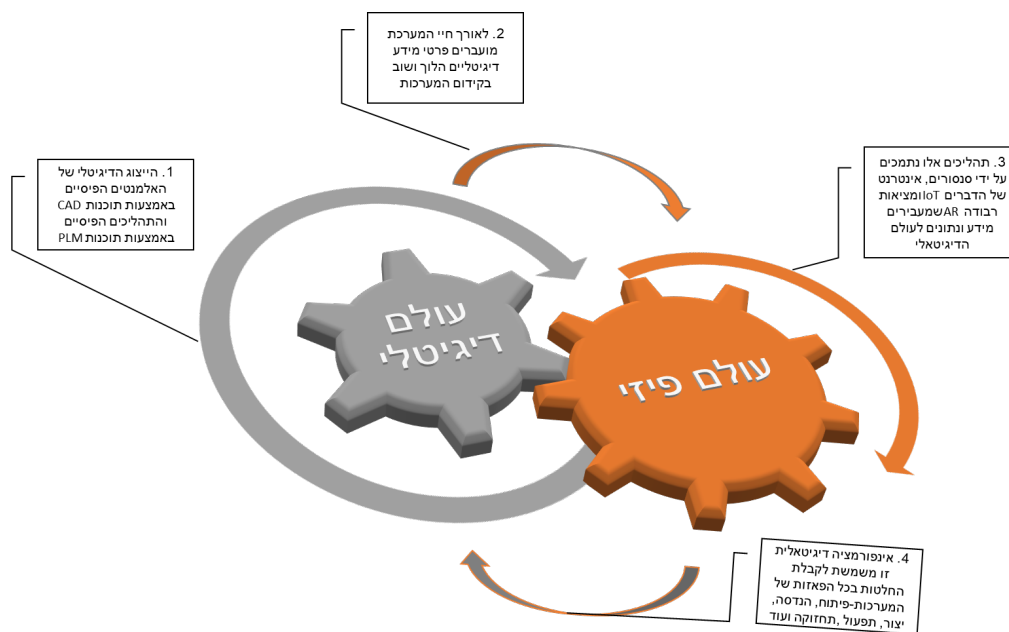 1. הייצוג הדיגיטלי של
האלמנטים הפיסיים
באמצעות תוכנות CAD
והתהליכים הפיסיים
באמצעות תוכנות PLM
2. לאורך חיי המערכת
מועברים פרטי מידע
דיגיטליים הלוך ושוב
בקידום המערכות
3. תהליכים אלו נתמכים
על ידי סנסורים, אינטרנט
של הדברים IoTומציאות
רבודה ARשמעבירים
מידע ונתונים לעולם
הדיגיטאלי
4. אינפורמציה דיגיטאלית
זו משמשת לקבלת
החלטות בכל הפאזות של
המערכות-פיתוח, הנדסה,
יצור, תפעול ,תחזוקה ועוד
עולם
דיגיטלי
עולם פיזי